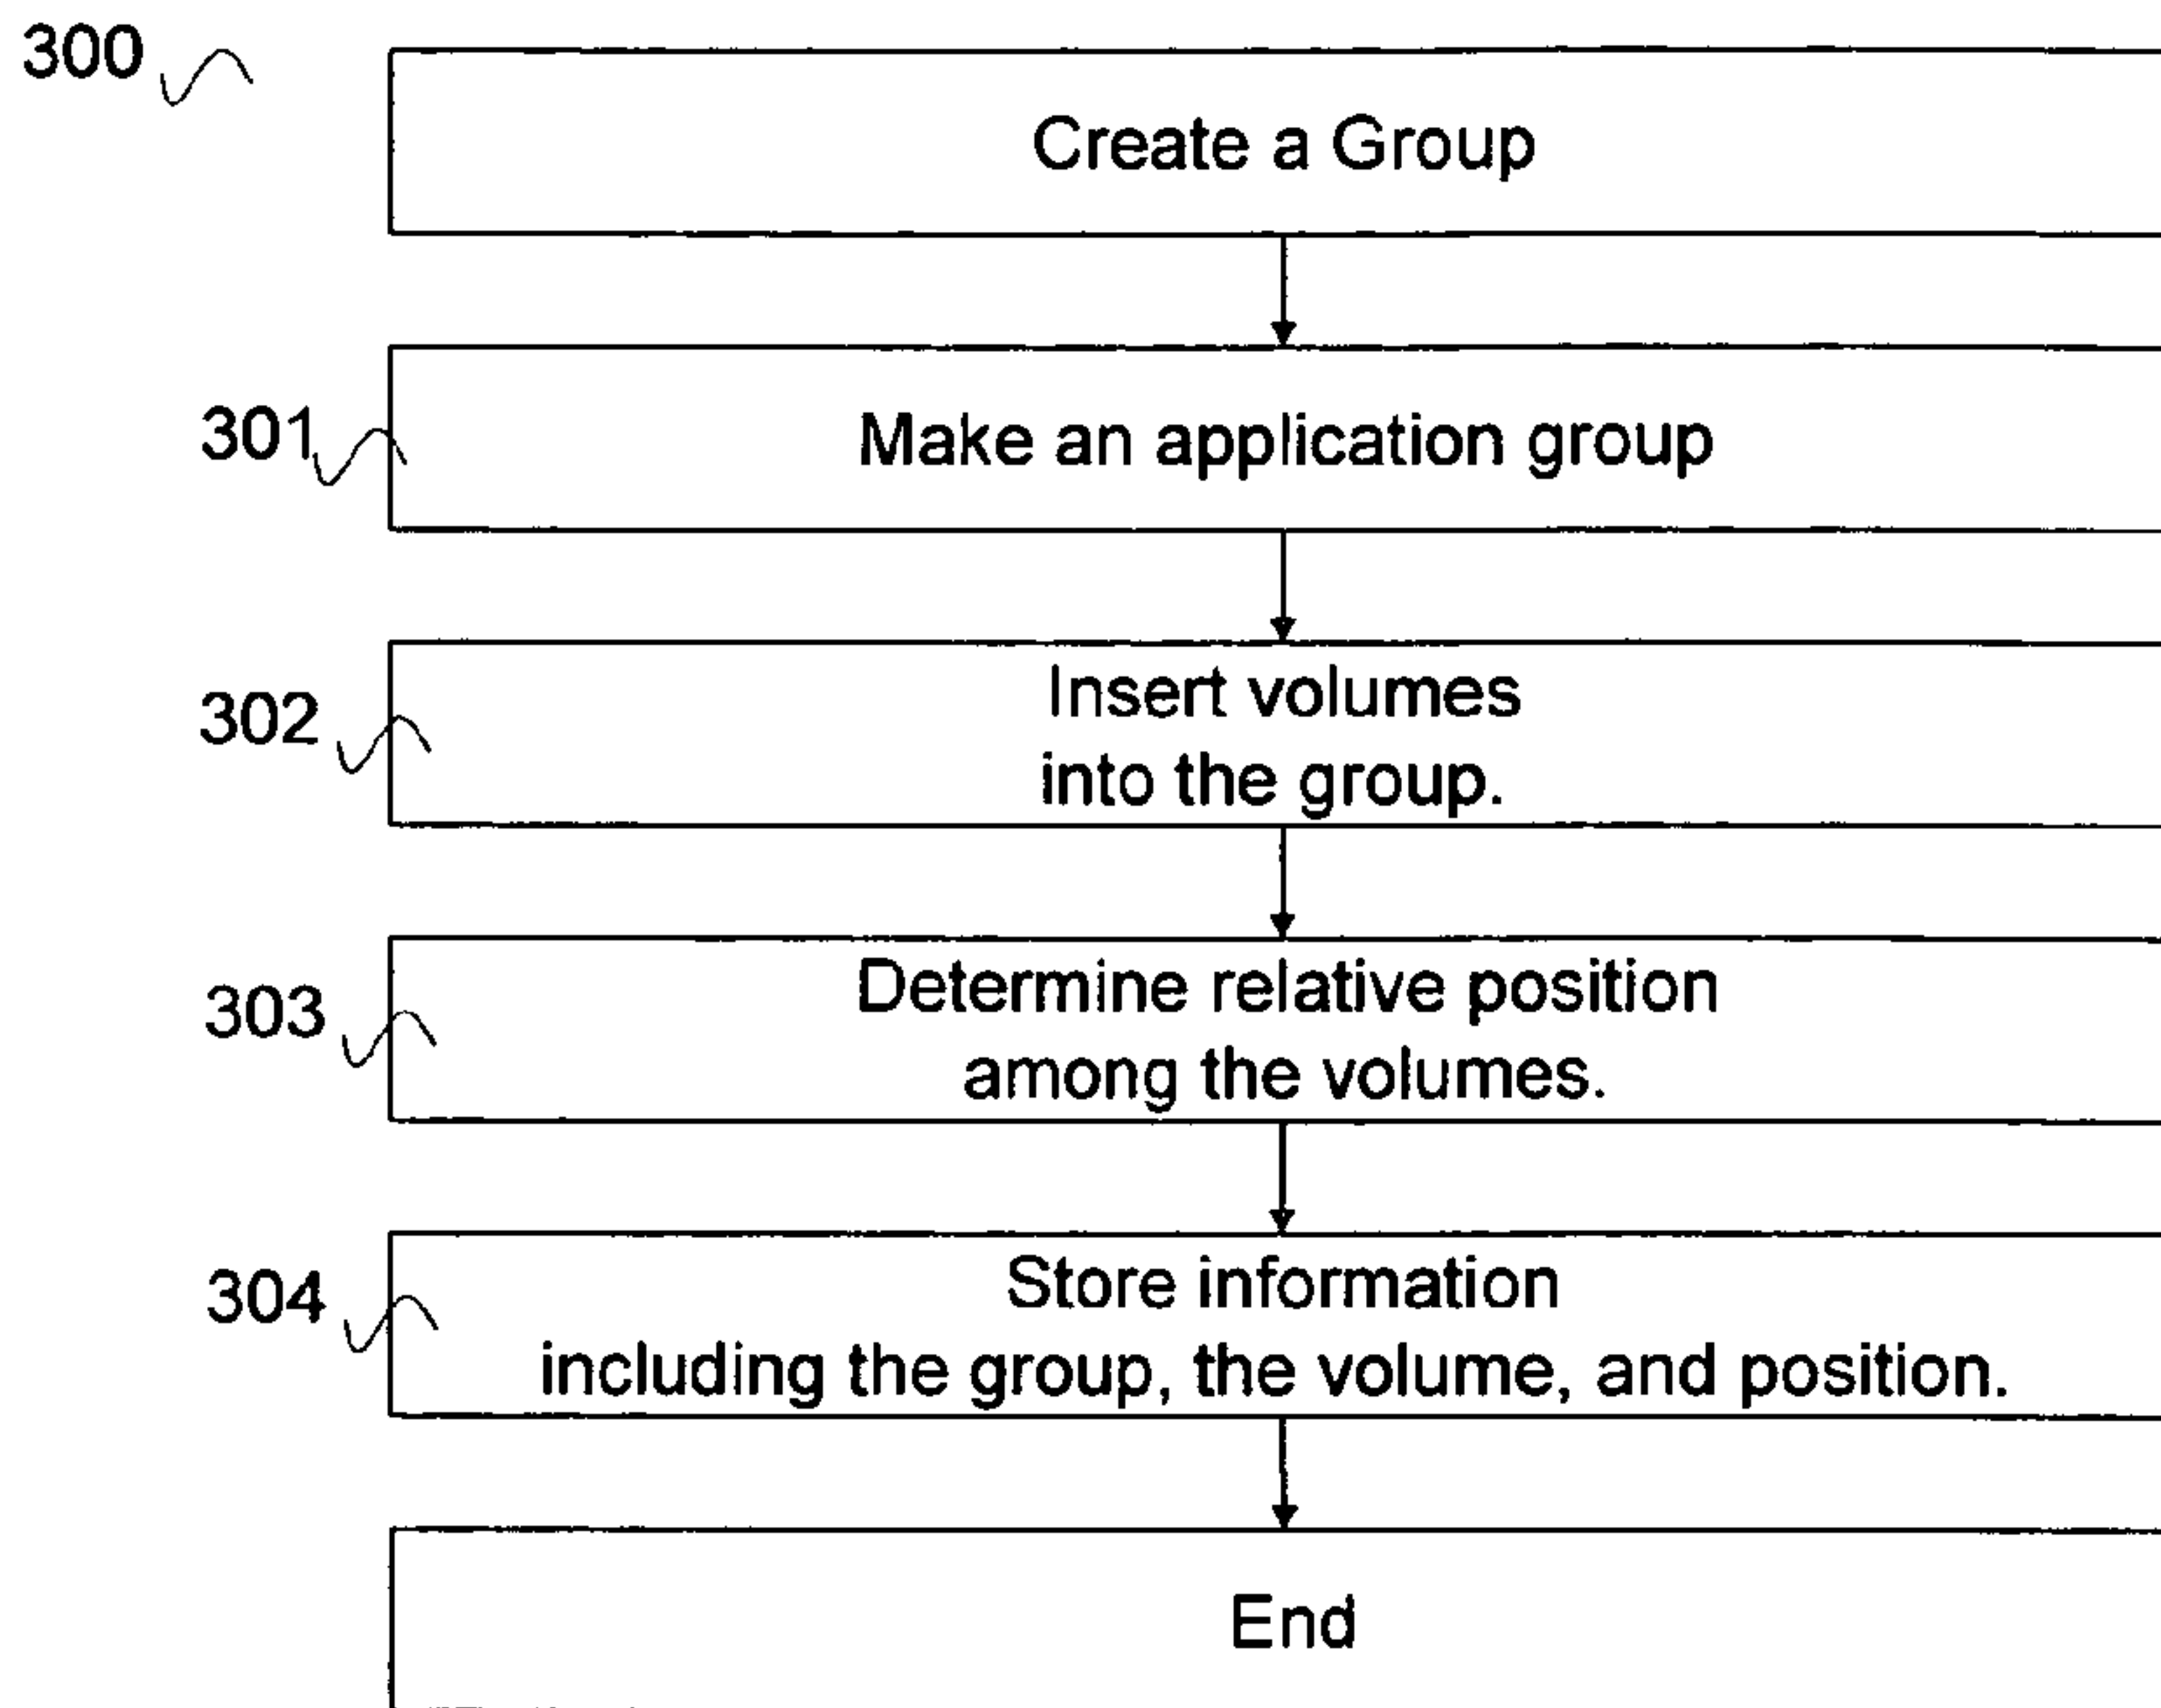 300
Create a Group
301
Make an application group
302
Insert volumes
into the group.
303
Determine relative position
among the volumes.
304
Store information
including the group, the volume, and position.
End